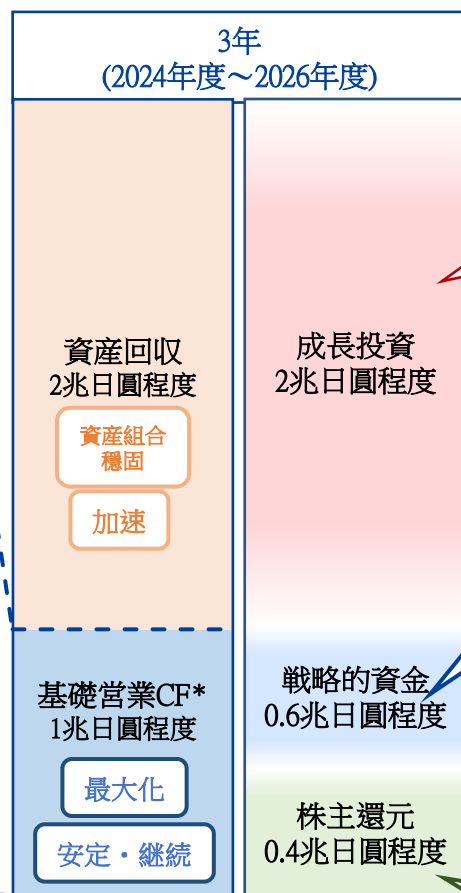 3年
(2024年度～2026年度)
資産回収
2兆日圓程度
資産組合
穩固
加速
基礎営業CF*
1兆日圓程度
最大化
安定・継続
成長投資
2兆日圓程度
戦略的資金
0.6兆日圓程度
株主還元
0.4兆日圓程度